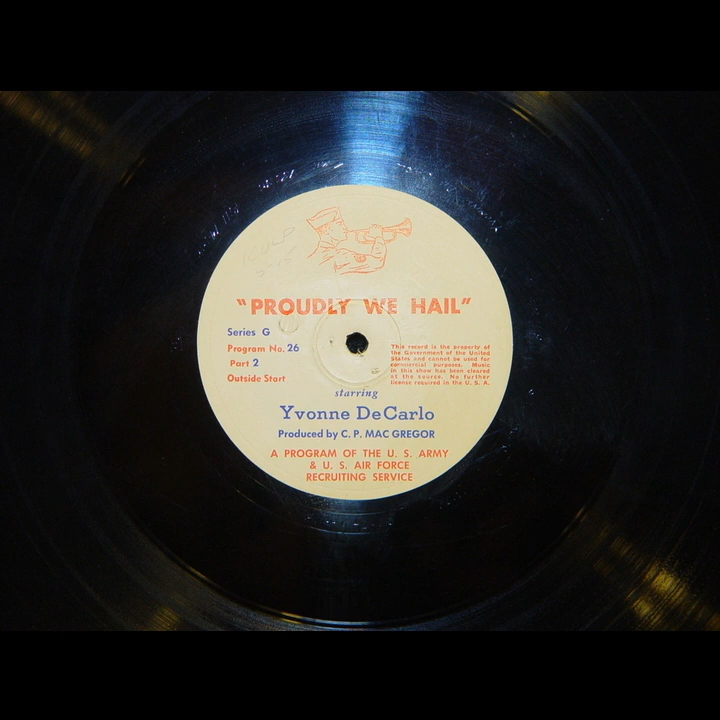 "PROUDLY WE HAIL"
Series G
Program No. 26
Part 2
Outside Start
This record is the property of
the Government of the United
States and cannot be used for
commercial purposes. Music
in this show has been cleared
at the source. No further
license required in the U. S. A.
starring
Yvonne DeCarlo
Produced by C. P. MAC GREGOR
A PROGRAM OF THE U. S. ARMY
& U. S. AIR FORCE
RECRUITING SERVICE